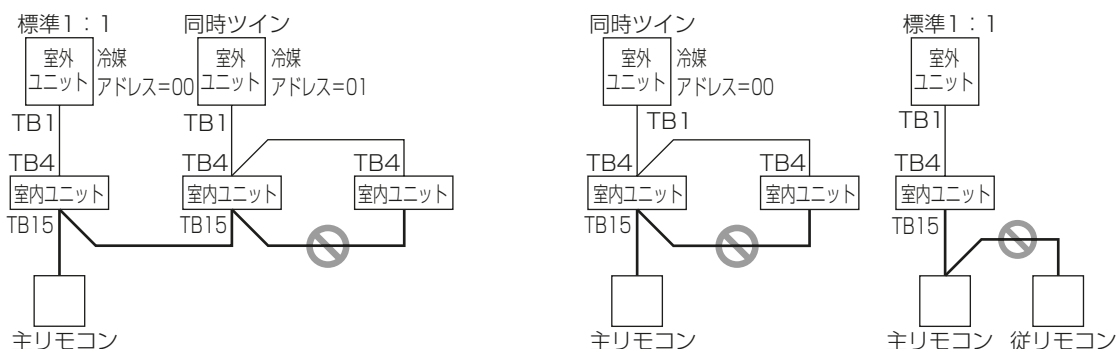 標準1：1
同時ツイン
同時ツイン
標準1：1
室外
ユニット
冷媒
アドレス=00
室外
ユニット
冷媒
アドレス=01
室外
ユニット
冷媒
アドレス=00
室外
ユニット
TB1
TB1
TB1
TB1
TB4
TB4
TB4
TB4
TB4
TB4
室内ユニット
室内ユニット
室内ユニット
室内ユニット
室内ユニット
室内ユニット
TB15
TB15
TB15
TB15
主リモコン
主リモコン
主リモコン
従リモコン